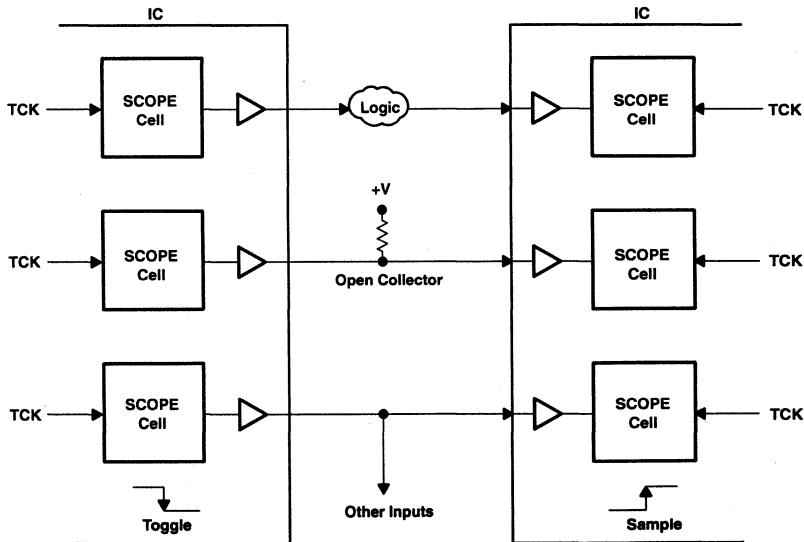 IC
IC
TCK
SCOPE
Cell
Logic
SCOPE
Cell
TCK
+V
TCK
SCOPE
Cell
Open Collector
SCOPE
Cell
TCK
TCK
SCOPE
Cell
SCOPE
Cell
TCK
Toggle
Other Inputs
Sample